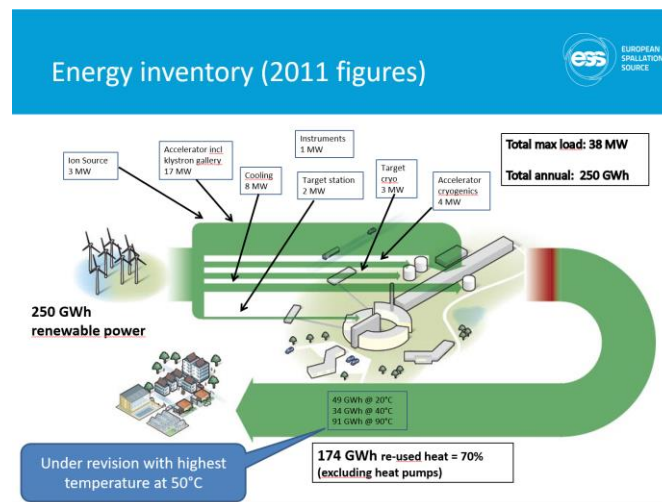 Energy inventory (2011 figures)
ess
EUROPEAN
SPALLATION
SOURCE
Ion Source
3 MW
Accelerator incl
klystron gallery
17 MW
Cooling
8 MW
Instruments
1 MW
Target station
2 MW
Target
cryo
3 MW
Accelerator
cryogenics
4 MW
Total max load: 38 MW
Total annual: 250 GWh
250 GWh
renewable power
49 GWh @ 20°C
34 GWh @ 40°C
91 GWh @ 90°C
Under revision with highest
temperature at 50°C
174 GWh re-used heat = 70%
(excluding heat pumps)